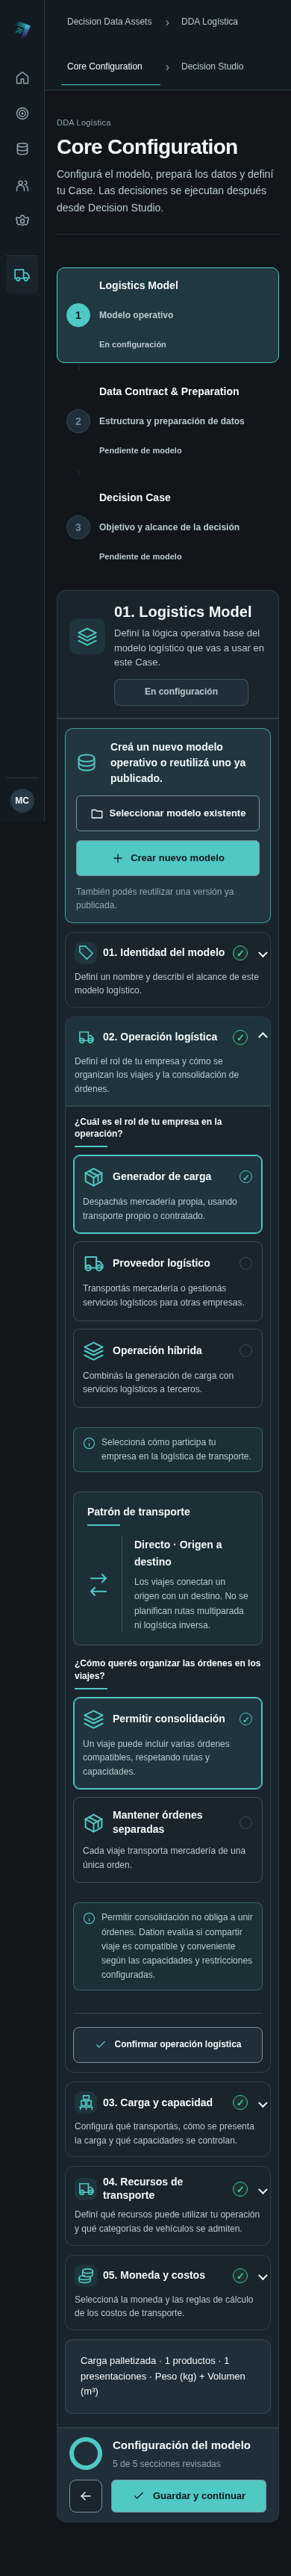 Decision Data Assets
›
DDA Logística
Core Configuration
›
Decision Studio
DDA Logística
Core Configuration
Configurá el modelo, prepará los datos y definí
tu Case. Las decisiones se ejecutan después
desde Decision Studio.
Logistics Model
1
Modelo operativo
En configuración
Data Contract & Preparation
2
Estructura y preparación de datos
Pendiente de modelo
Decision Case
3
Objetivo y alcance de la decisión
Pendiente de modelo
01. Logistics Model
Definí la lógica operativa base del
modelo logístico que vas a usar en
este Case.
En configuración
Creá un nuevo modelo
operativo o reutilizá uno ya
publicado.
Seleccionar modelo existente
Crear nuevo modelo
También podés reutilizar una versión ya
publicada.
MC
01. Identidad del modelo
Definí un nombre y describí el alcance de este
modelo logístico.
02. Operación logística
Definí el rol de tu empresa y cómo se
organizan los viajes y la consolidación de
órdenes.
¿Cuál es el rol de tu empresa en la
operación?
Generador de carga
Despachás mercadería propia, usando
transporte propio o contratado.
Proveedor logístico
Transportás mercadería o gestionás
servicios logísticos para otras empresas.
Operación híbrida
Combinás la generación de carga con
servicios logísticos a terceros.
Seleccioná cómo participa tu
empresa en la logística de transporte.
Patrón de transporte
Directo · Origen a
destino
Los viajes conectan un
origen con un destino. No se
planifican rutas multiparada
ni logística inversa.
¿Cómo querés organizar las órdenes en los
viajes?
Permitir consolidación
Un viaje puede incluir varias órdenes
compatibles, respetando rutas y
capacidades.
Mantener órdenes
separadas
Cada viaje transporta mercadería de una
única orden.
Permitir consolidación no obliga a unir
órdenes. Dation evalúa si compartir
viaje es compatible y conveniente
según las capacidades y restricciones
configuradas.
Confirmar operación logística
03. Carga y capacidad
Configurá qué transportás, cómo se presenta
la carga y qué capacidades se controlan.
04. Recursos de
transporte
Definí qué recursos puede utilizar tu operación
y qué categorías de vehículos se admiten.
05. Moneda y costos
Seleccioná la moneda y las reglas de cálculo
de los costos de transporte.
Carga palletizada · 1 productos · 1
presentaciones · Peso (kg) + Volumen
(m³)
Configuración del modelo
5 de 5 secciones revisadas
Guardar y continuar